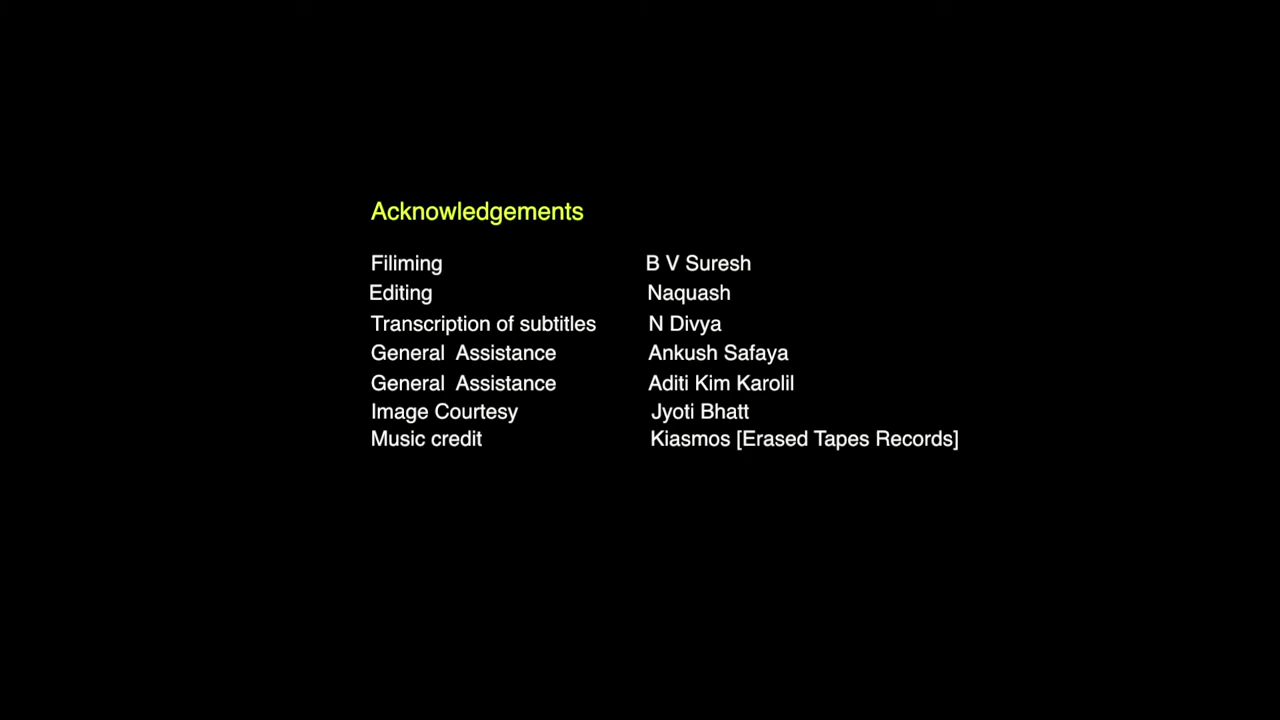 Acknowledgements
Filiming B V Suresh
Editing Naquash
Transcription of subtitles N Divya
General Assistance Ankush Safaya
General Assistance Aditi Kim Karolil
Image Courtesy Jyoti Bhatt
Music credit Kiasmos [Erased Tapes Records]